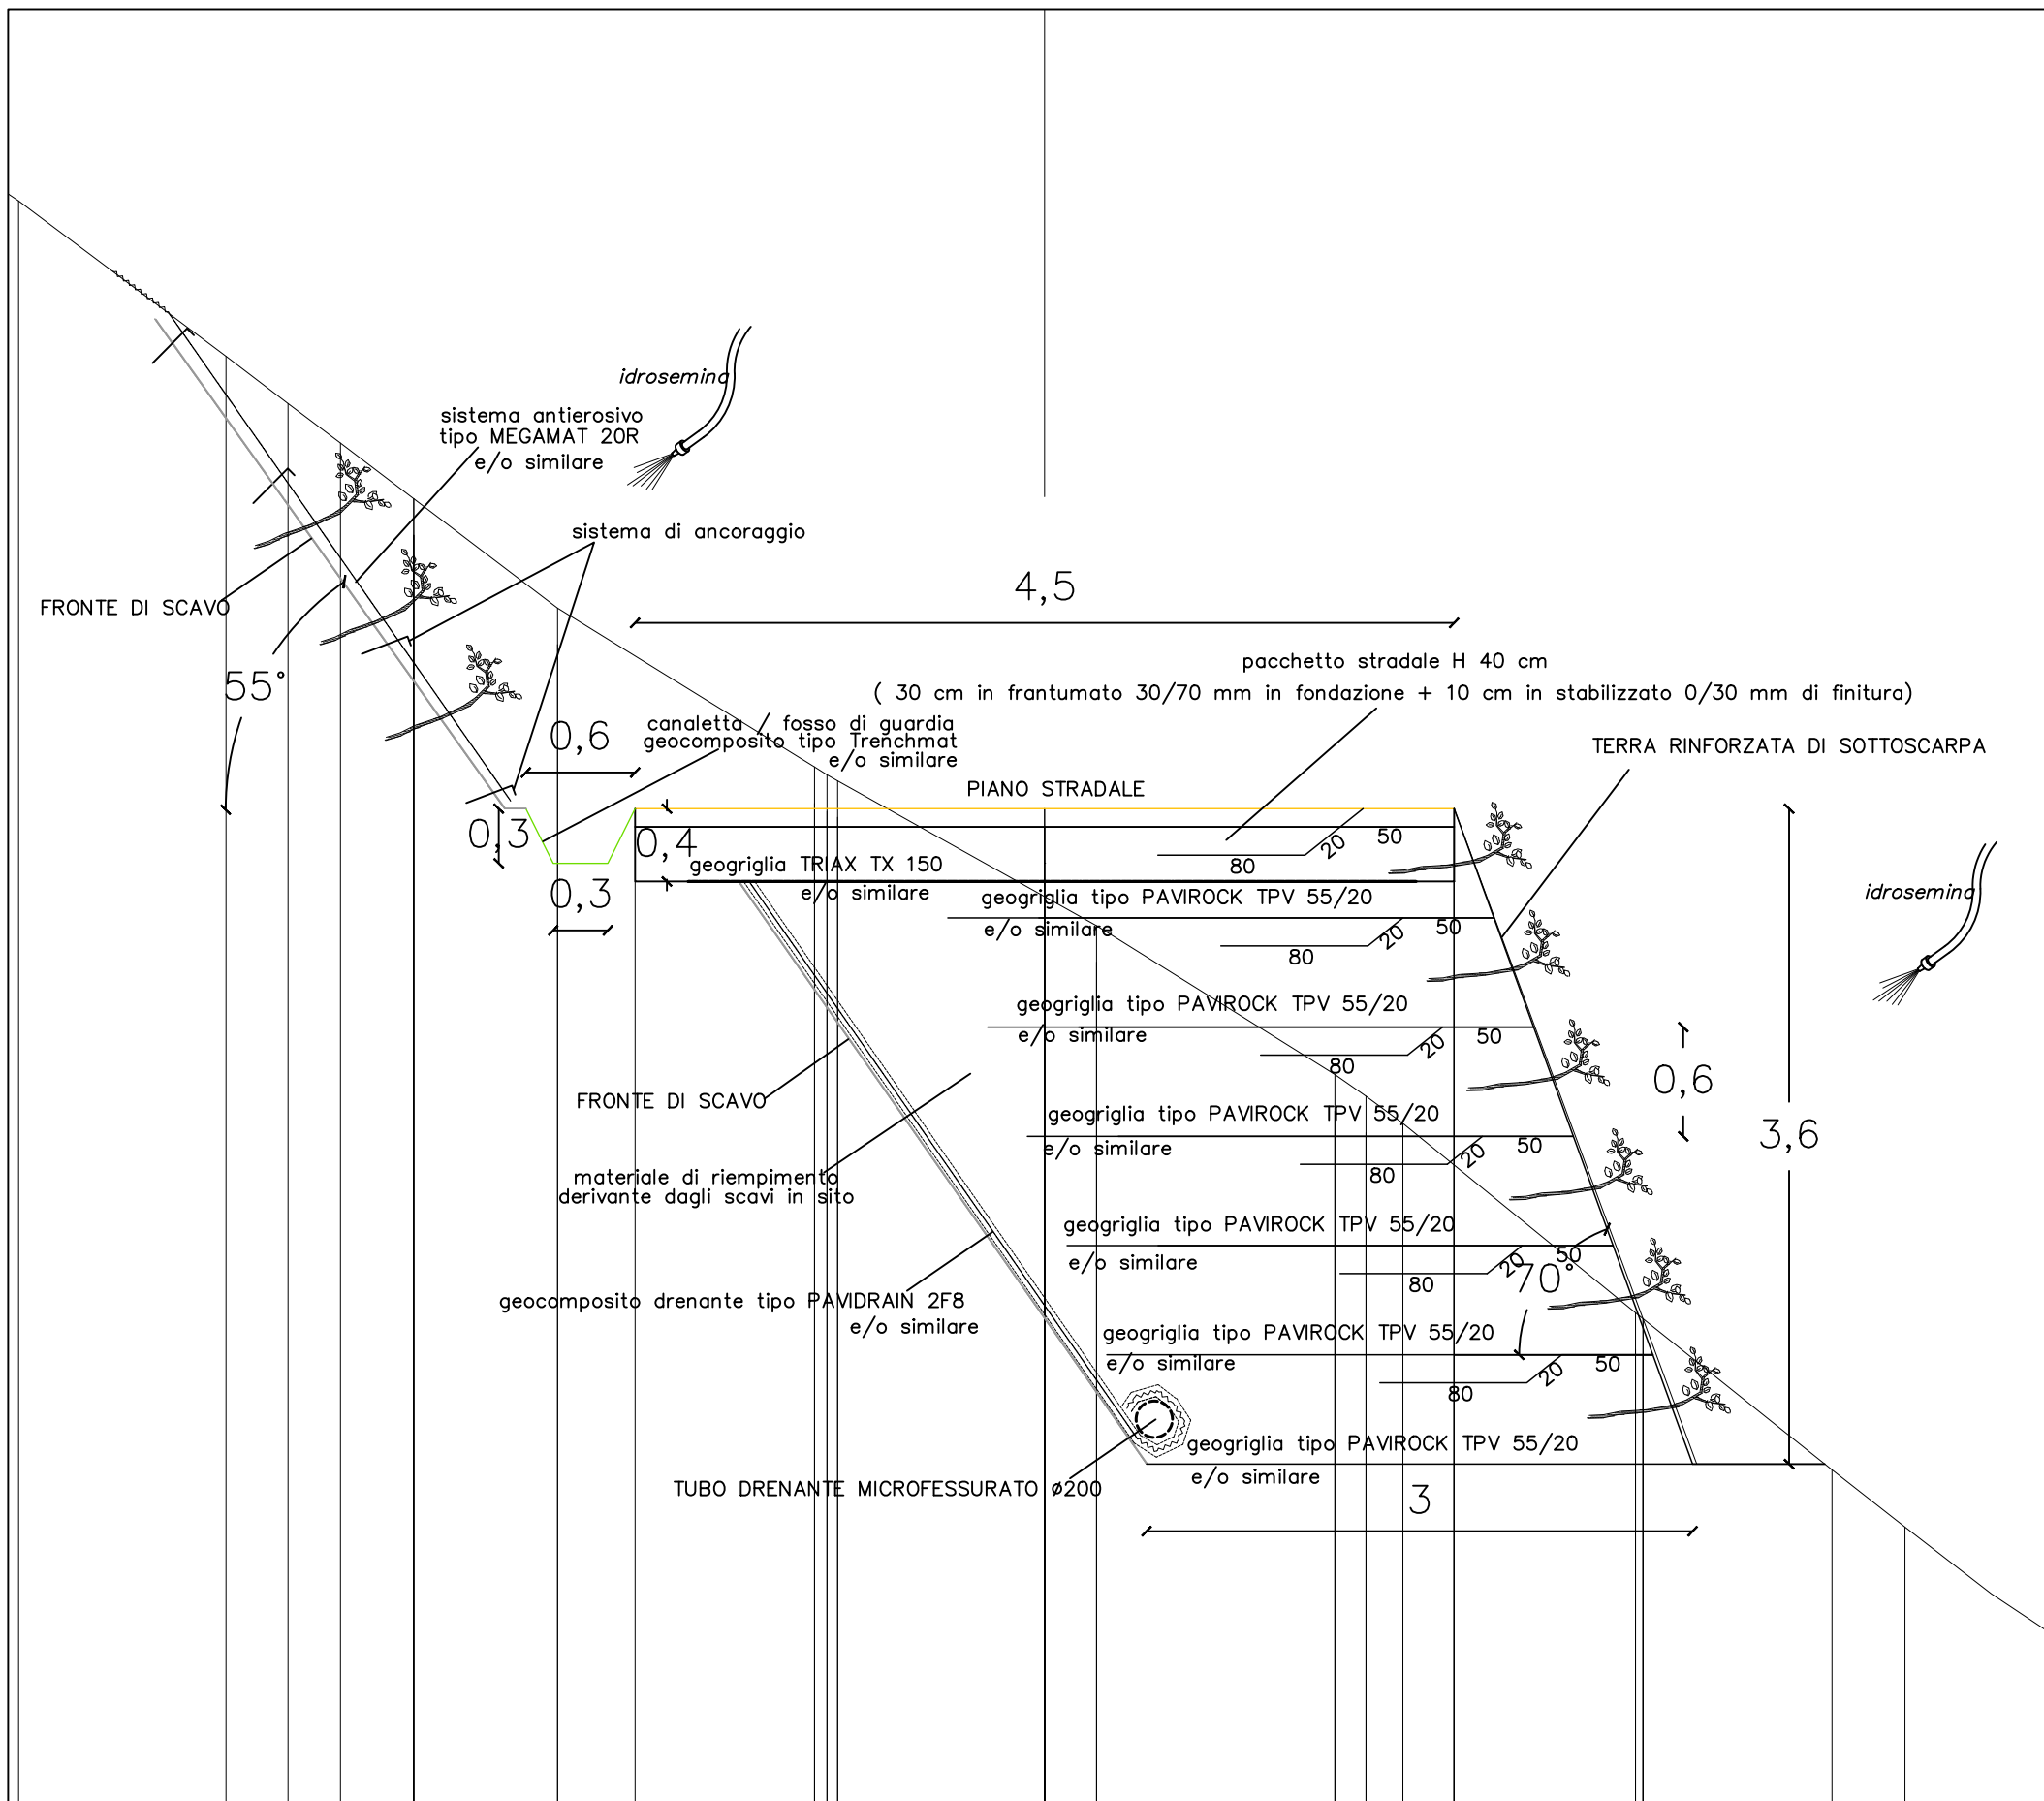 idrosemina
sistema antierosivo
tipo MEGAMAT 20R
e/o similare
sistema di ancoraggio
FRONTE DI SCAVO
4,5
55°
pacchetto stradale H 40 cm
( 30 cm in frantumato 30/70 mm in fondazione + 10 cm in stabilizzato 0/30 mm di finitura)
0,6
canaletta / fosso di guardia
geocomposito tipo Trenchmat
e/o similare
TERRA RINFORZATA DI SOTTOSCARPA
PIANO STRADALE
0,3
0,4
50
20
80
geogriglia TRIAX TX 150
e/o similare
0,3
idrosemina
geogriglia tipo PAVIROCK TPV 55/20
e/o similare
50
20
80
geogriglia tipo PAVIROCK TPV 55/20
e/o similare
50
20
80
0,6
FRONTE DI SCAVO
geogriglia tipo PAVIROCK TPV 55/20
e/o similare
50
20
80
3,6
materiale di riempimento
derivante dagli scavi in sito
geogriglia tipo PAVIROCK TPV 55/20
e/o similare
50
20
80
70°
geocomposito drenante tipo PAVIDRAIN 2F8
e/o similare
geogriglia tipo PAVIROCK TPV 55/20
e/o similare
50
20
80
geogriglia tipo PAVIROCK TPV 55/20
e/o similare
TUBO DRENANTE MICROFESSURATO ø200
3